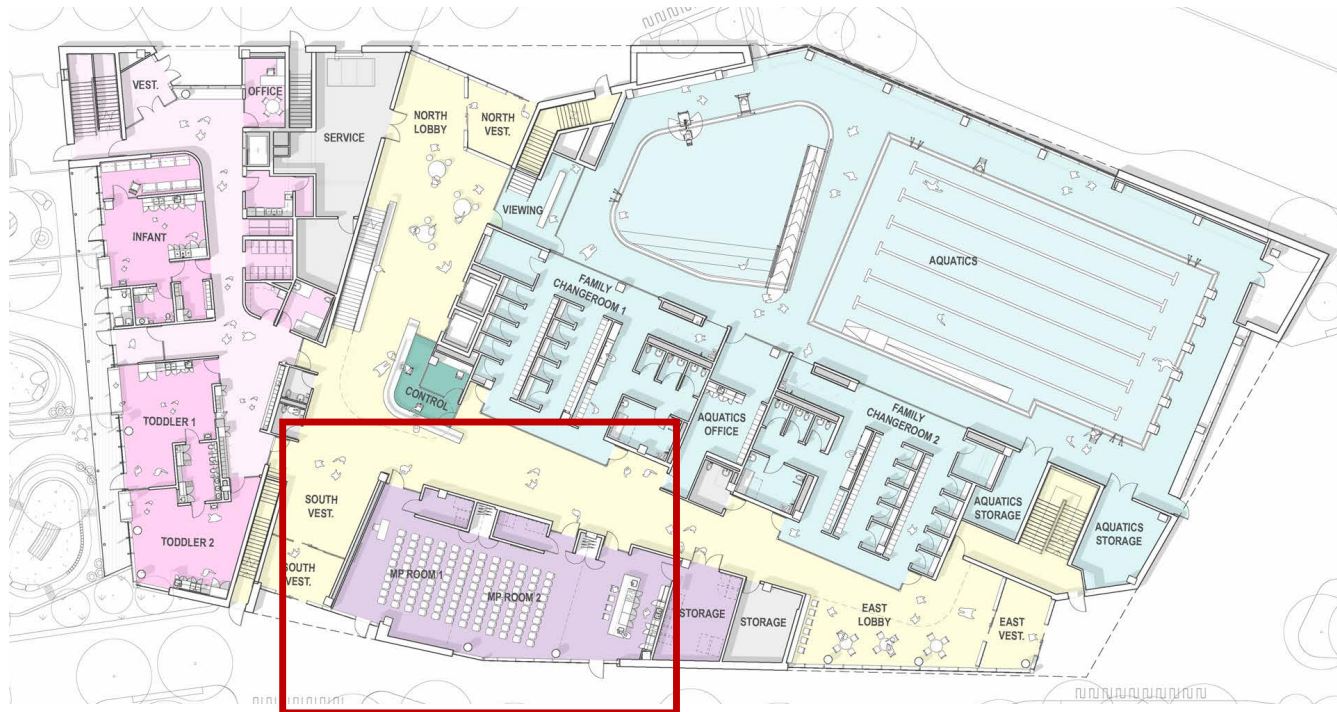 VEST.
OFFICE
SERVICE
NORTH
LOBBY
NORTH
VEST.
VIEWING
INFANT
AQUATICS
FAMILY
CHANGEROOM 1
CONTROL
TODDLER 1
AQUATICS
OFFICE
FAMILY
CHANGEROOM 2
SOUTH
VEST.
AQUATICS
STORAGE
AQUATICS
STORAGE
TODDLER 2
SOUTH
VEST.
MP ROOM 1
MP ROOM 2
STORAGE
STORAGE
EAST
LOBBY
EAST
VEST.